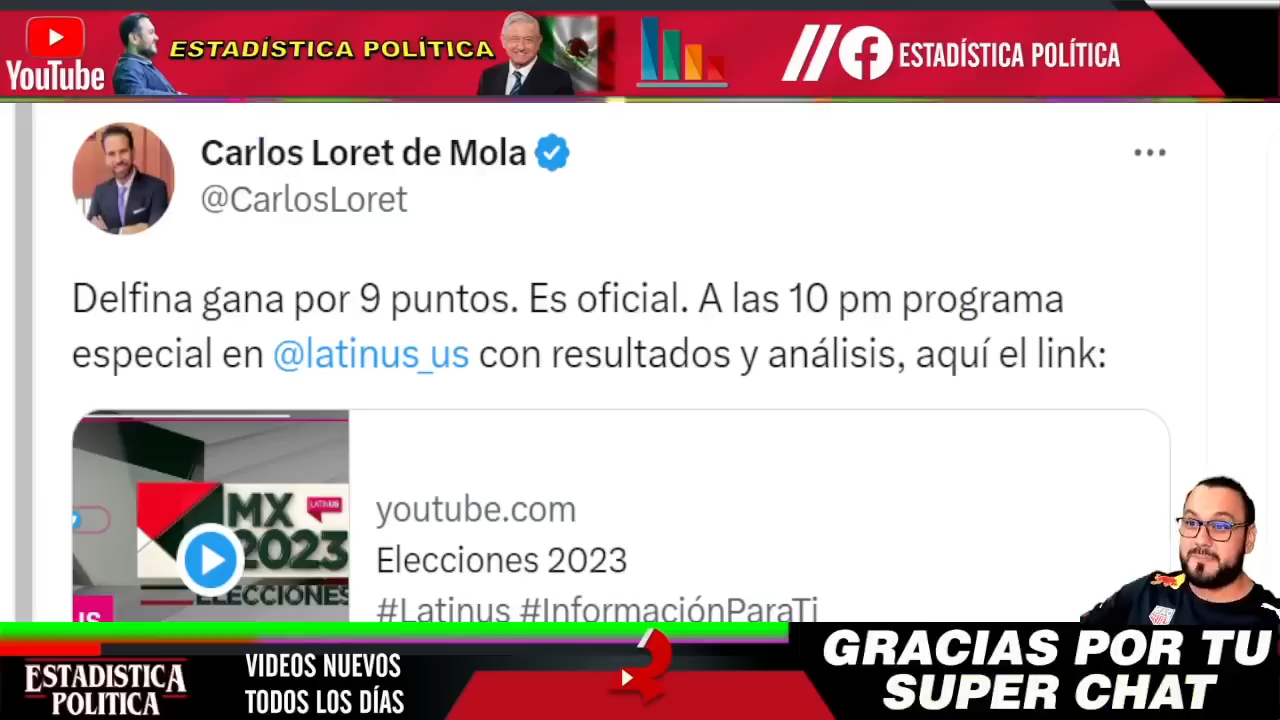 YouTube
ESTADÍSTICA POLÍTICA
ESTADÍSTICA POLÍTICA
Carlos Loret de Mola
@CarlosLoret
Delfina gana por 9 puntos. Es oficial. A las 10 pm programa
especial en @latinus_us con resultados y análisis, aquí el link:
MX
LATINUS
2023
ELECCIONES
youtube.com
Elecciones 2023
#Latinus #InformaciónParaTi
ESTADISTICA
POLITICA
VIDEOS NUEVOS
TODOS LOS DÍAS
GRACIAS POR TU
SUPER CHAT